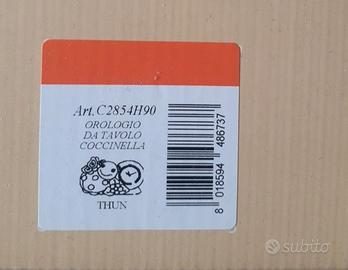 Art.C2854H90
OROLOGIO
DA TAVOLO
COCCINELLA
THUN
8 018594 486737
subito